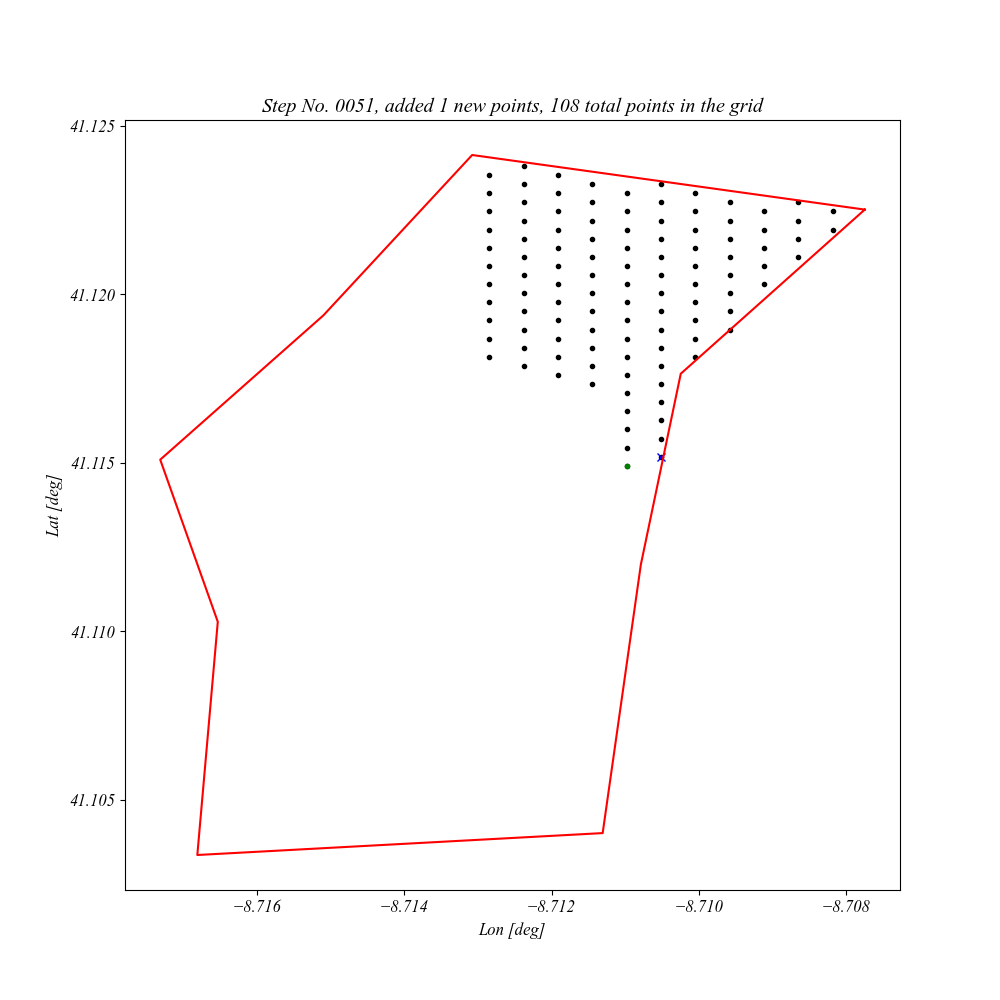 Step No. 0051, added 1 new points, 108 total points in the grid
41.125
41.120
41.115
41.110
41.105
Lat [deg]
−8.716 −8.714 −8.712 −8.710 −8.708
Lon [deg]